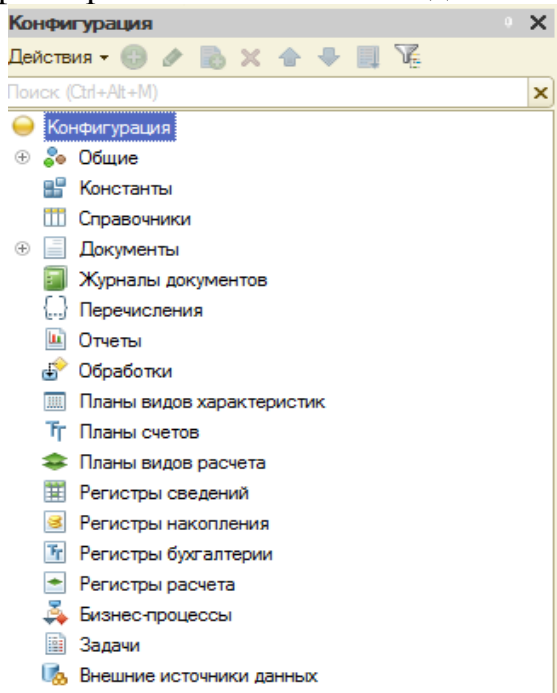 Конфигурация
Действия
Поиск (Ctrl+Alt+M)
Конфигурация
Общие
Константы
Справочники
Документы
Журналы документов
Перечисления
Отчеты
Обработки
Планы видов характеристик
Планы счетов
Планы видов расчета
Регистры сведений
Регистры накопления
Регистры бухгалтерии
Регистры расчета
Бизнес-процессы
Задачи
Внешние источники данных